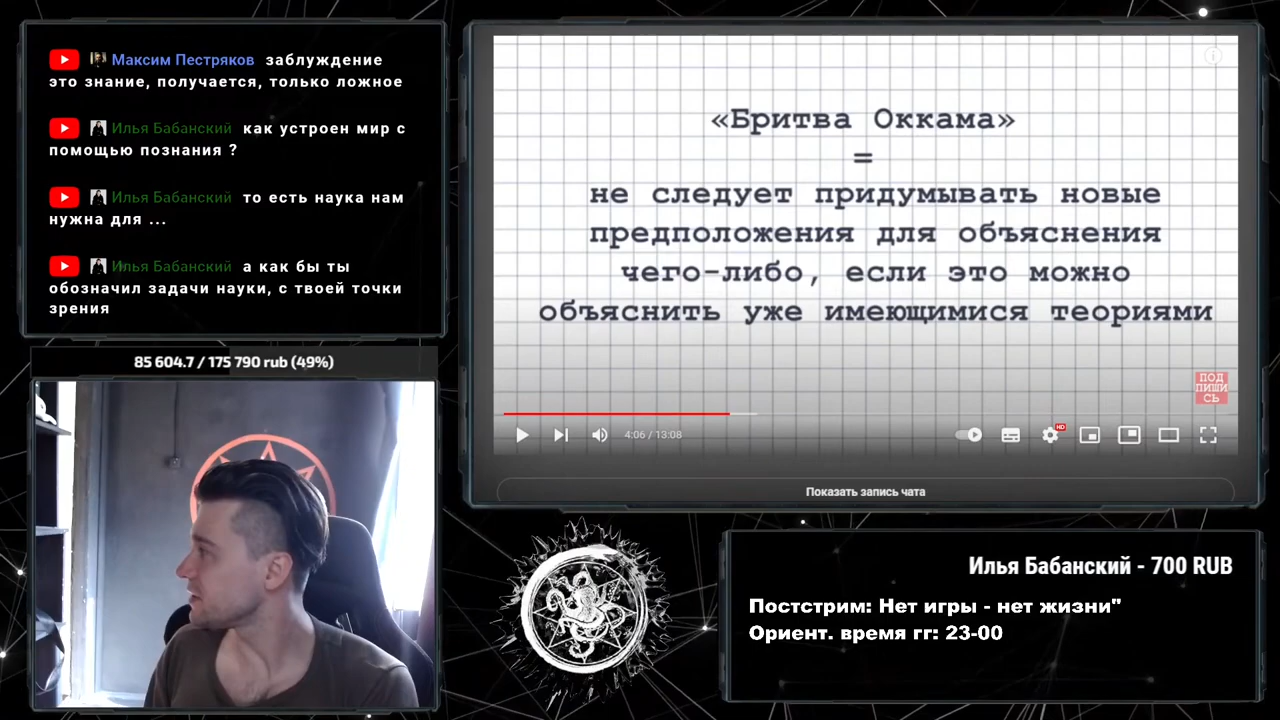 Максим Пестряков заблуждение
это знание, получается, только ложное
Илья Бабанский как устроен мир с
помощью познания ?
Илья Бабанский то есть наука нам
нужна для ...
Илья Бабанский а как бы ты
обозначил задачи науки, с твоей точки
зрения
85 604.7 / 175 790 rub (49%)
«Бритва Оккама»
=
не следует придумывать новые
предположения для объяснения
чего-либо, если это можно
объяснить уже имеющимися теориями
ПОД
ПИШИ
СЬ
4:06 / 13:08
HD
Показать запись чата
Илья Бабанский - 700 RUB
Постстрим: Нет игры - нет жизни"
Ориент. время гг: 23-00